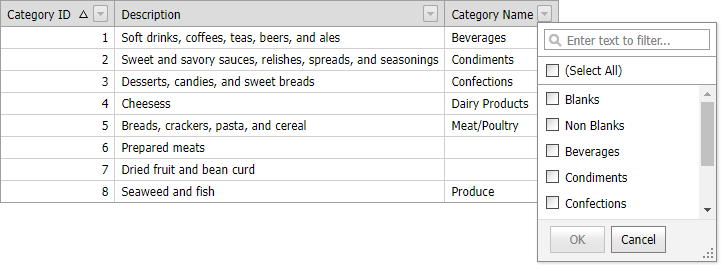 Category ID Description Category Name
1 Soft drinks, coffees, teas, beers, and ales Beverages
2 Sweet and savory sauces, relishes, spreads, and seasonings Condiments
3 Desserts, candies, and sweet breads Confections
4 Cheesess Dairy Products
5 Breads, crackers, pasta, and cereal Meat/Poultry
6 Prepared meats
7 Dried fruit and bean curd
8 Seaweed and fish Produce
Enter text to filter...
(Select All)
Blanks
Non Blanks
Beverages
Condiments
Confections
OK Cancel